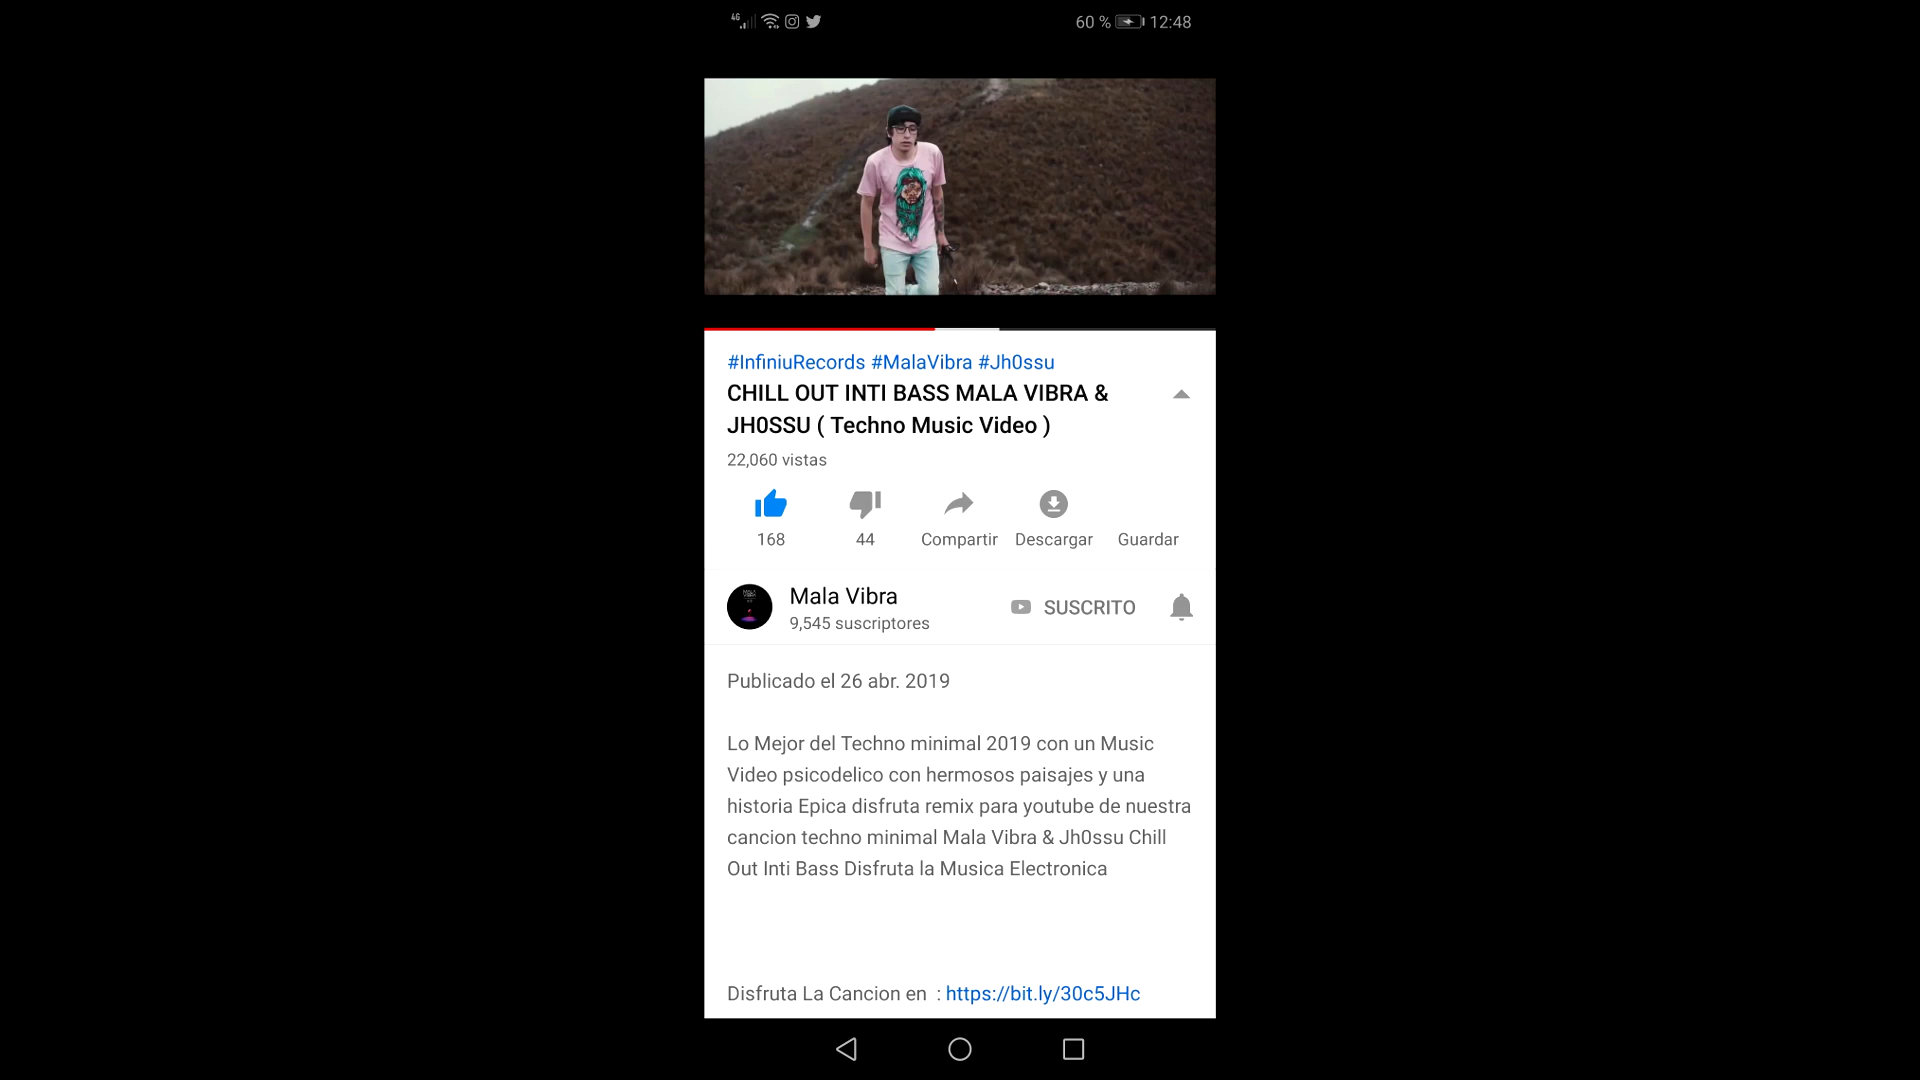 4G 60 % 12:48
#InfiniuRecords #MalaVibra #Jh0ssu
CHILL OUT INTI BASS MALA VIBRA &
JH0SSU ( Techno Music Video )
22,060 vistas
168 44 Compartir Descargar Guardar
Mala Vibra
9,545 suscriptores
SUSCRITO
Publicado el 26 abr. 2019
Lo Mejor del Techno minimal 2019 con un Music
Video psicodelico con hermosos paisajes y una
historia Epica disfruta remix para youtube de nuestra
cancion techno minimal Mala Vibra & Jh0ssu Chill
Out Inti Bass Disfruta la Musica Electronica
Disfruta La Cancion en : https://bit.ly/30c5JHc